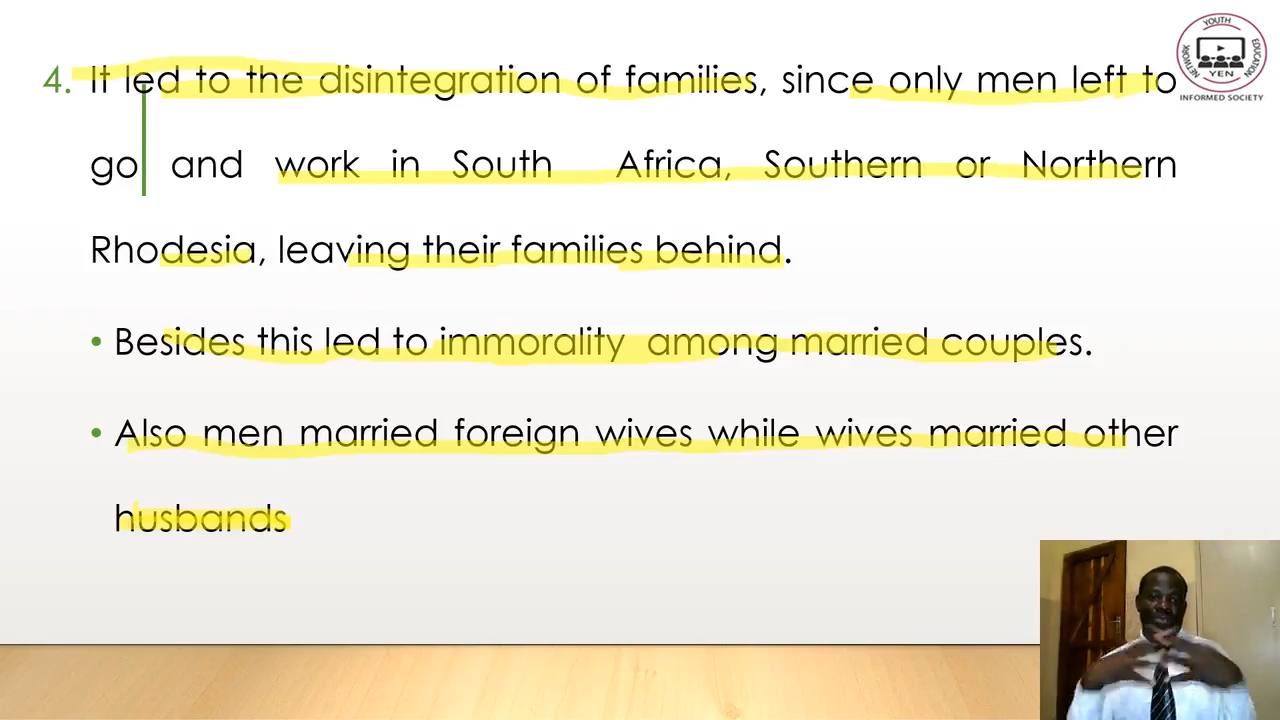 4. It led to the disintegration of families, since only men left to
go and work in South Africa, Southern or Northern
Rhodesia, leaving their families behind.
• Besides this led to immorality among married couples.
• Also men married foreign wives while wives married other
husbands
YOUTH
EDUCATION
NETWORK
YEN
INFORMED SOCIETY